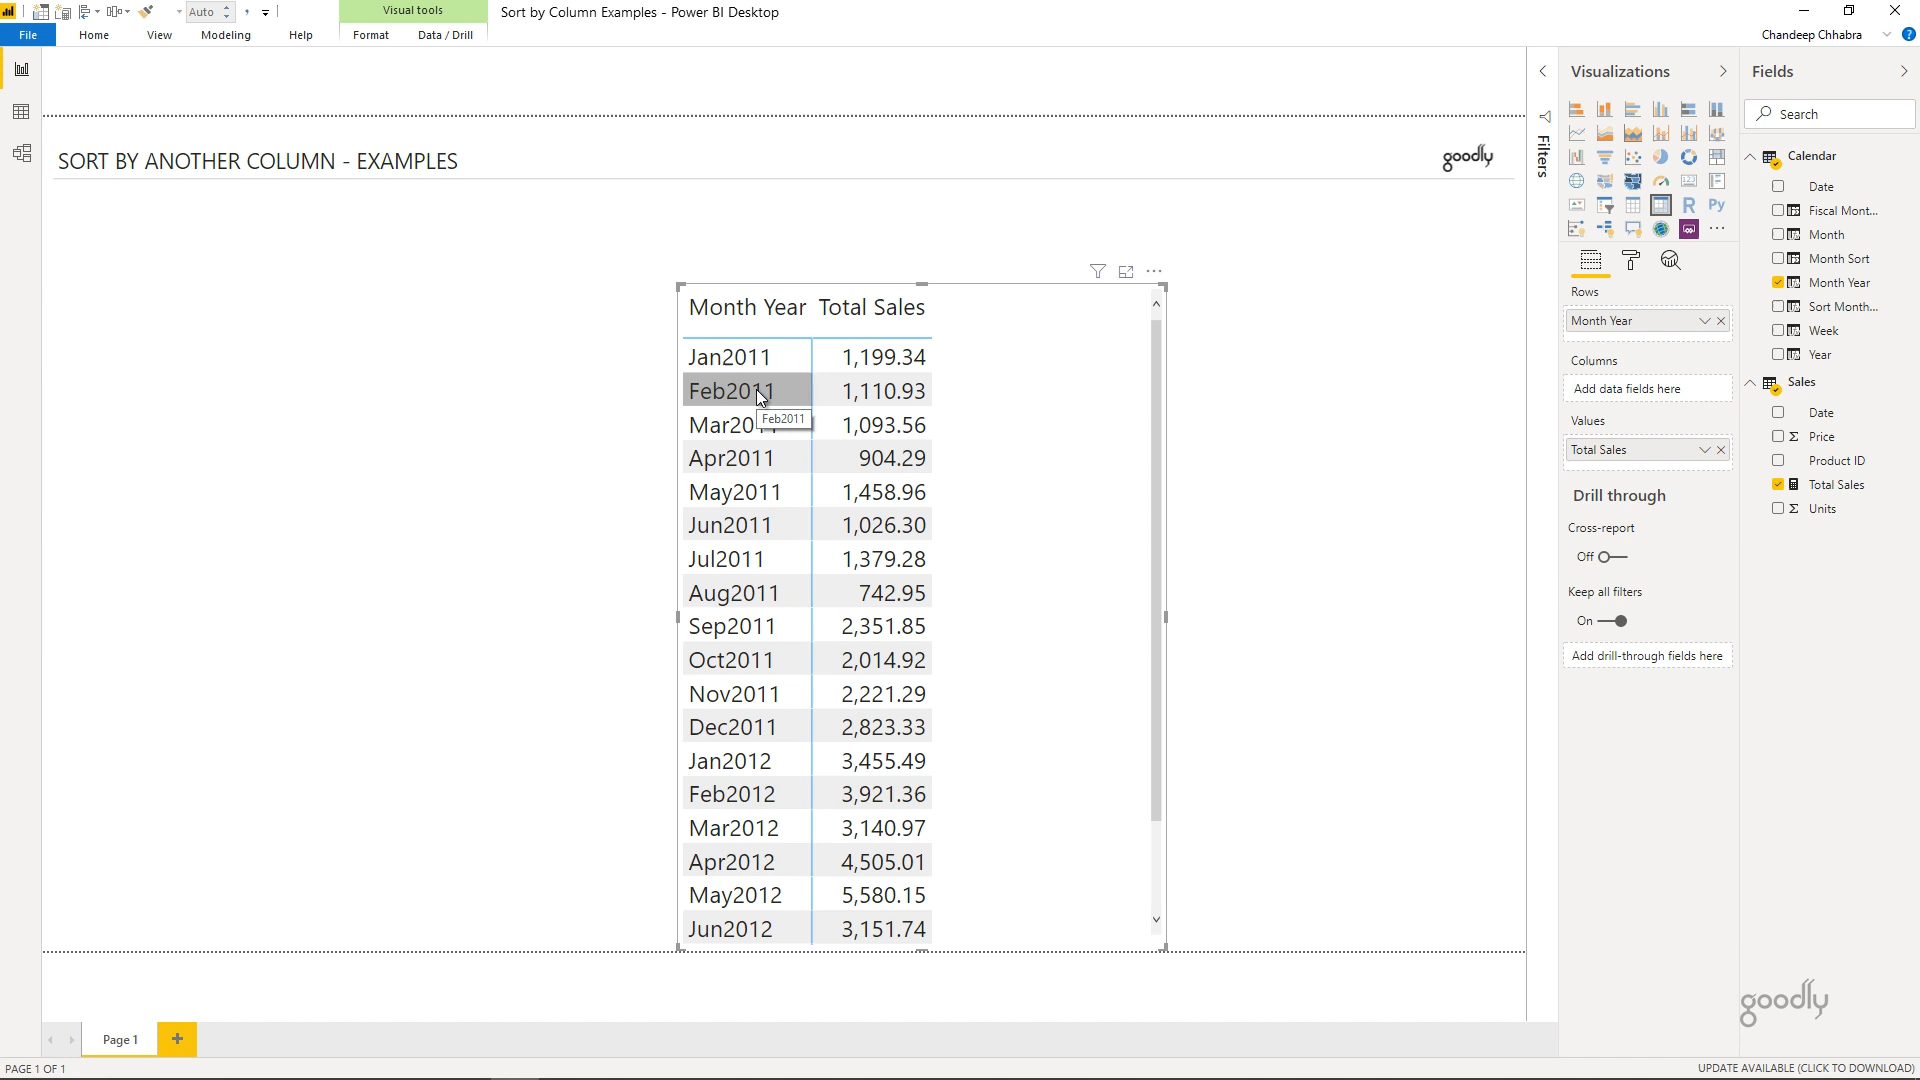 Auto
Visual tools
Sort by Column Examples - Power BI Desktop
File
Home
View
Modeling
Help
Format
Data / Drill
Chandeep Chhabra
?
SORT BY ANOTHER COLUMN - EXAMPLES
goodly
Month Year Total Sales
Jan2011 1,199.34
Feb2011 1,110.93
Feb2011
1,093.56
Apr2011 904.29
May2011 1,458.96
Jun2011 1,026.30
Jul2011 1,379.28
Aug2011 742.95
Sep2011 2,351.85
Oct2011 2,014.92
Nov2011 2,221.29
Dec2011 2,823.33
Jan2012 3,455.49
Feb2012 3,921.36
Mar2012 3,140.97
Apr2012 4,505.01
May2012 5,580.15
Jun2012 3,151.74
Filters
Visualizations
123
R
Py
Rows
Month Year
Columns
Add data fields here
Values
Total Sales
Drill through
Cross-report
Off
Keep all filters
On
Add drill-through fields here
Fields
Search
Calendar
Date
Fiscal Mont...
Month
Month Sort
Month Year
Sort Month...
Week
Year
Sales
Date
Σ Price
Product ID
Total Sales
Σ Units
goodly
Page 1
PAGE 1 OF 1
UPDATE AVAILABLE (CLICK TO DOWNLOAD)